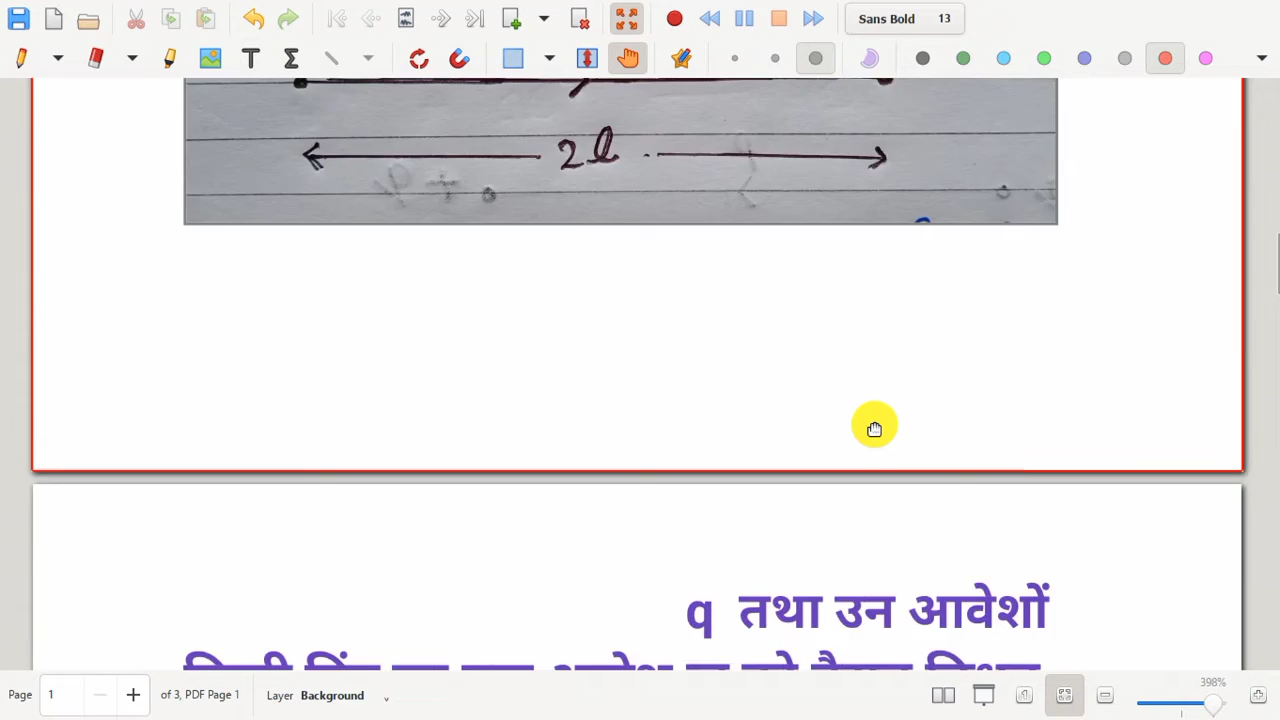 Sans Bold 13
2l
q तथा उन आवेशों
Page 1 of 3, PDF Page 1 Layer Background 398%